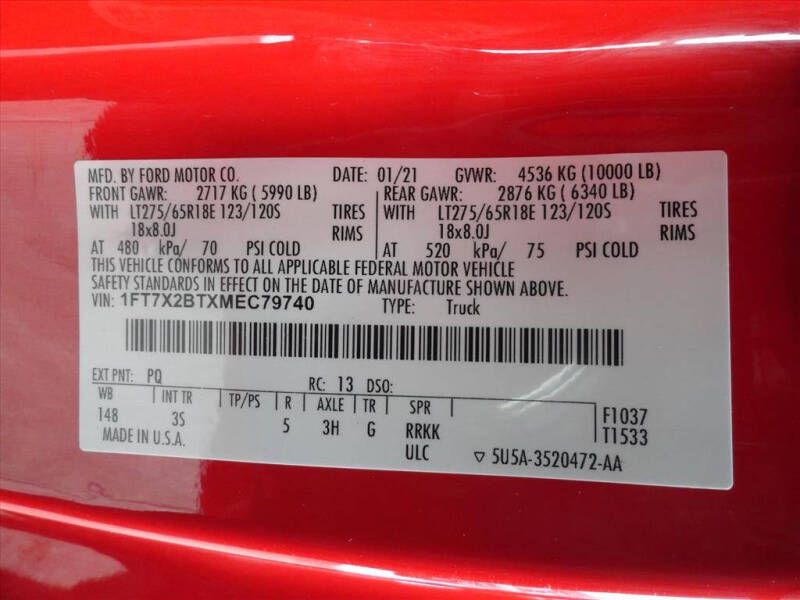 MFD. BY FORD MOTOR CO. DATE: 01/21 GVWR: 4536 KG (10000 LB)
FRONT GAWR: 2717 KG ( 5990 LB) REAR GAWR: 2876 KG ( 6340 LB)
WITH LT275/65R18E 123/120S TIRES WITH LT275/65R18E 123/120S TIRES
18x8.0J RIMS 18x8.0J RIMS
AT 480 kPa/ 70 PSI COLD AT 520 kPa/ 75 PSI COLD
THIS VEHICLE CONFORMS TO ALL APPLICABLE FEDERAL MOTOR VEHICLE
SAFETY STANDARDS IN EFFECT ON THE DATE OF MANUFACTURE SHOWN ABOVE.
VIN: 1FT7X2BTXMEC79740 TYPE: Truck
EXT PNT: PQ RC: 13 DSO:
WB INT TR TP/PS R AXLE TR SPR F1037
148 3S 5 3H G RRKK T1533
MADE IN U.S.A. ULC 5U5A-3520472-AA